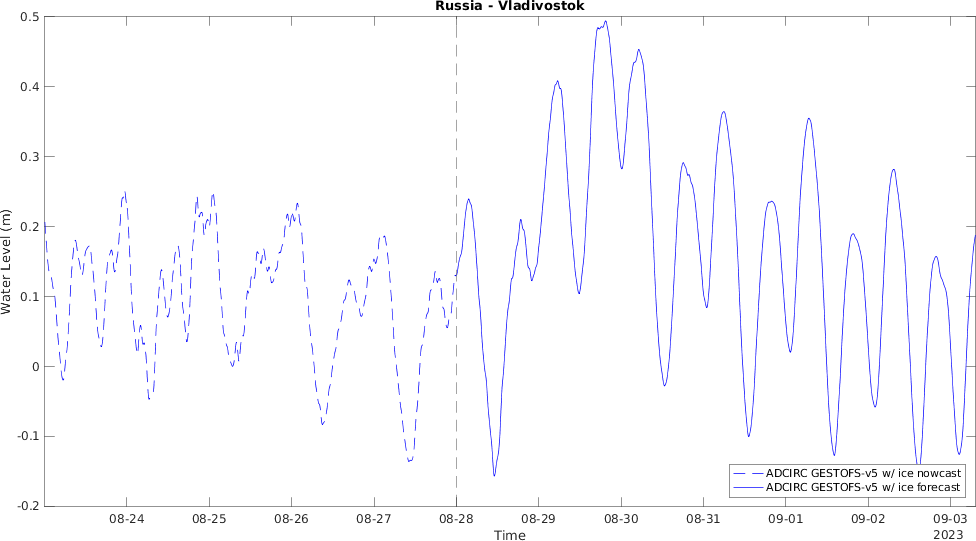 Russia - Vladivostok
0.5
0.4
0.3
0.2
0.1
0
-0.1
-0.2
Water Level (m)
ADCIRC GESTOFS-v5 w/ ice nowcast
ADCIRC GESTOFS-v5 w/ ice forecast
08-24 08-25 08-26 08-27 08-28 08-29 08-30 08-31 09-01 09-02 09-03
2023
Time